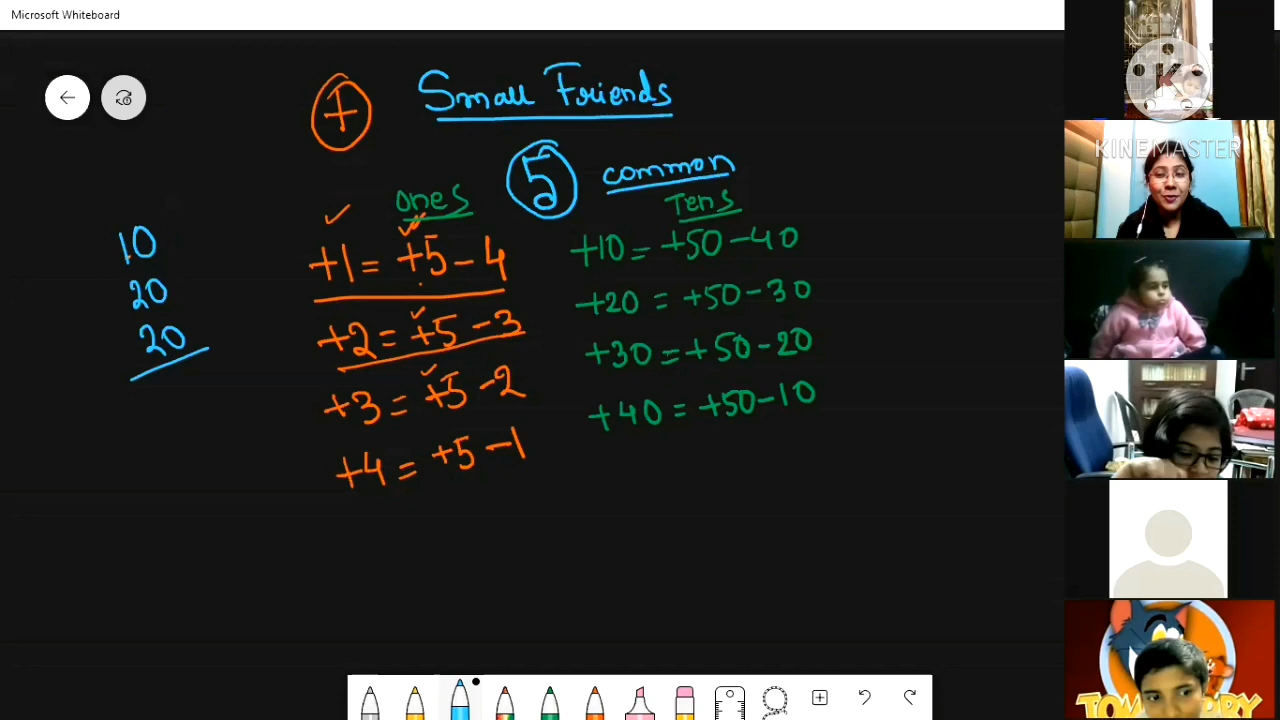 Microsoft Whiteboard
+ Small Friends
5 common
ones
Tens
10
20
20
+1 = +5 - 4
+2 = +5 - 3
+3 = +5 - 2
+4 = +5 - 1
+10 = +50 - 40
+20 = +50 - 30
+30 = +50 - 20
+40 = +50 - 10
K
KINEMASTER